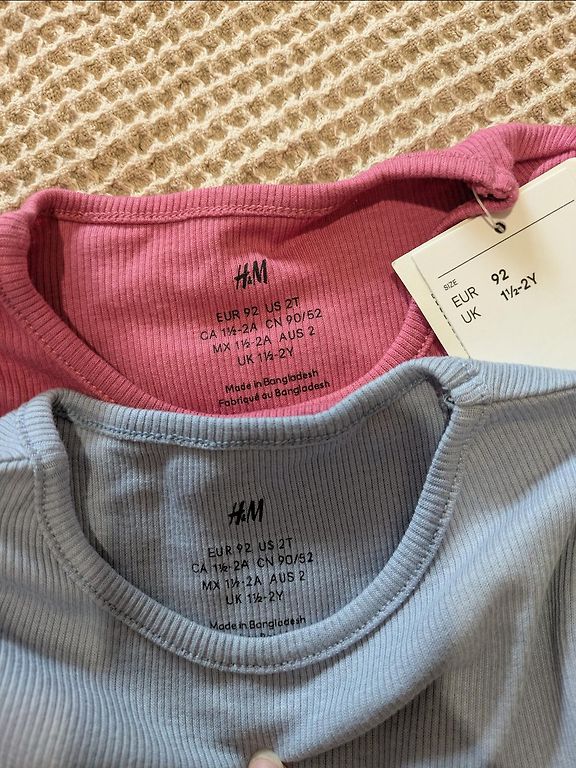 H&M
EUR 92 US 2T
CA 1½-2A CN 90/52
MX 1½-2A AUS 2
UK 1½-2Y
Made in Bangladesh
Fabriqué au Bangladesh
SIZE
EUR 92
UK 1½-2Y
H&M
EUR 92 US 2T
CA 1½-2A CN 90/52
MX 1½-2A AUS 2
UK 1½-2Y
Made in Bangladesh